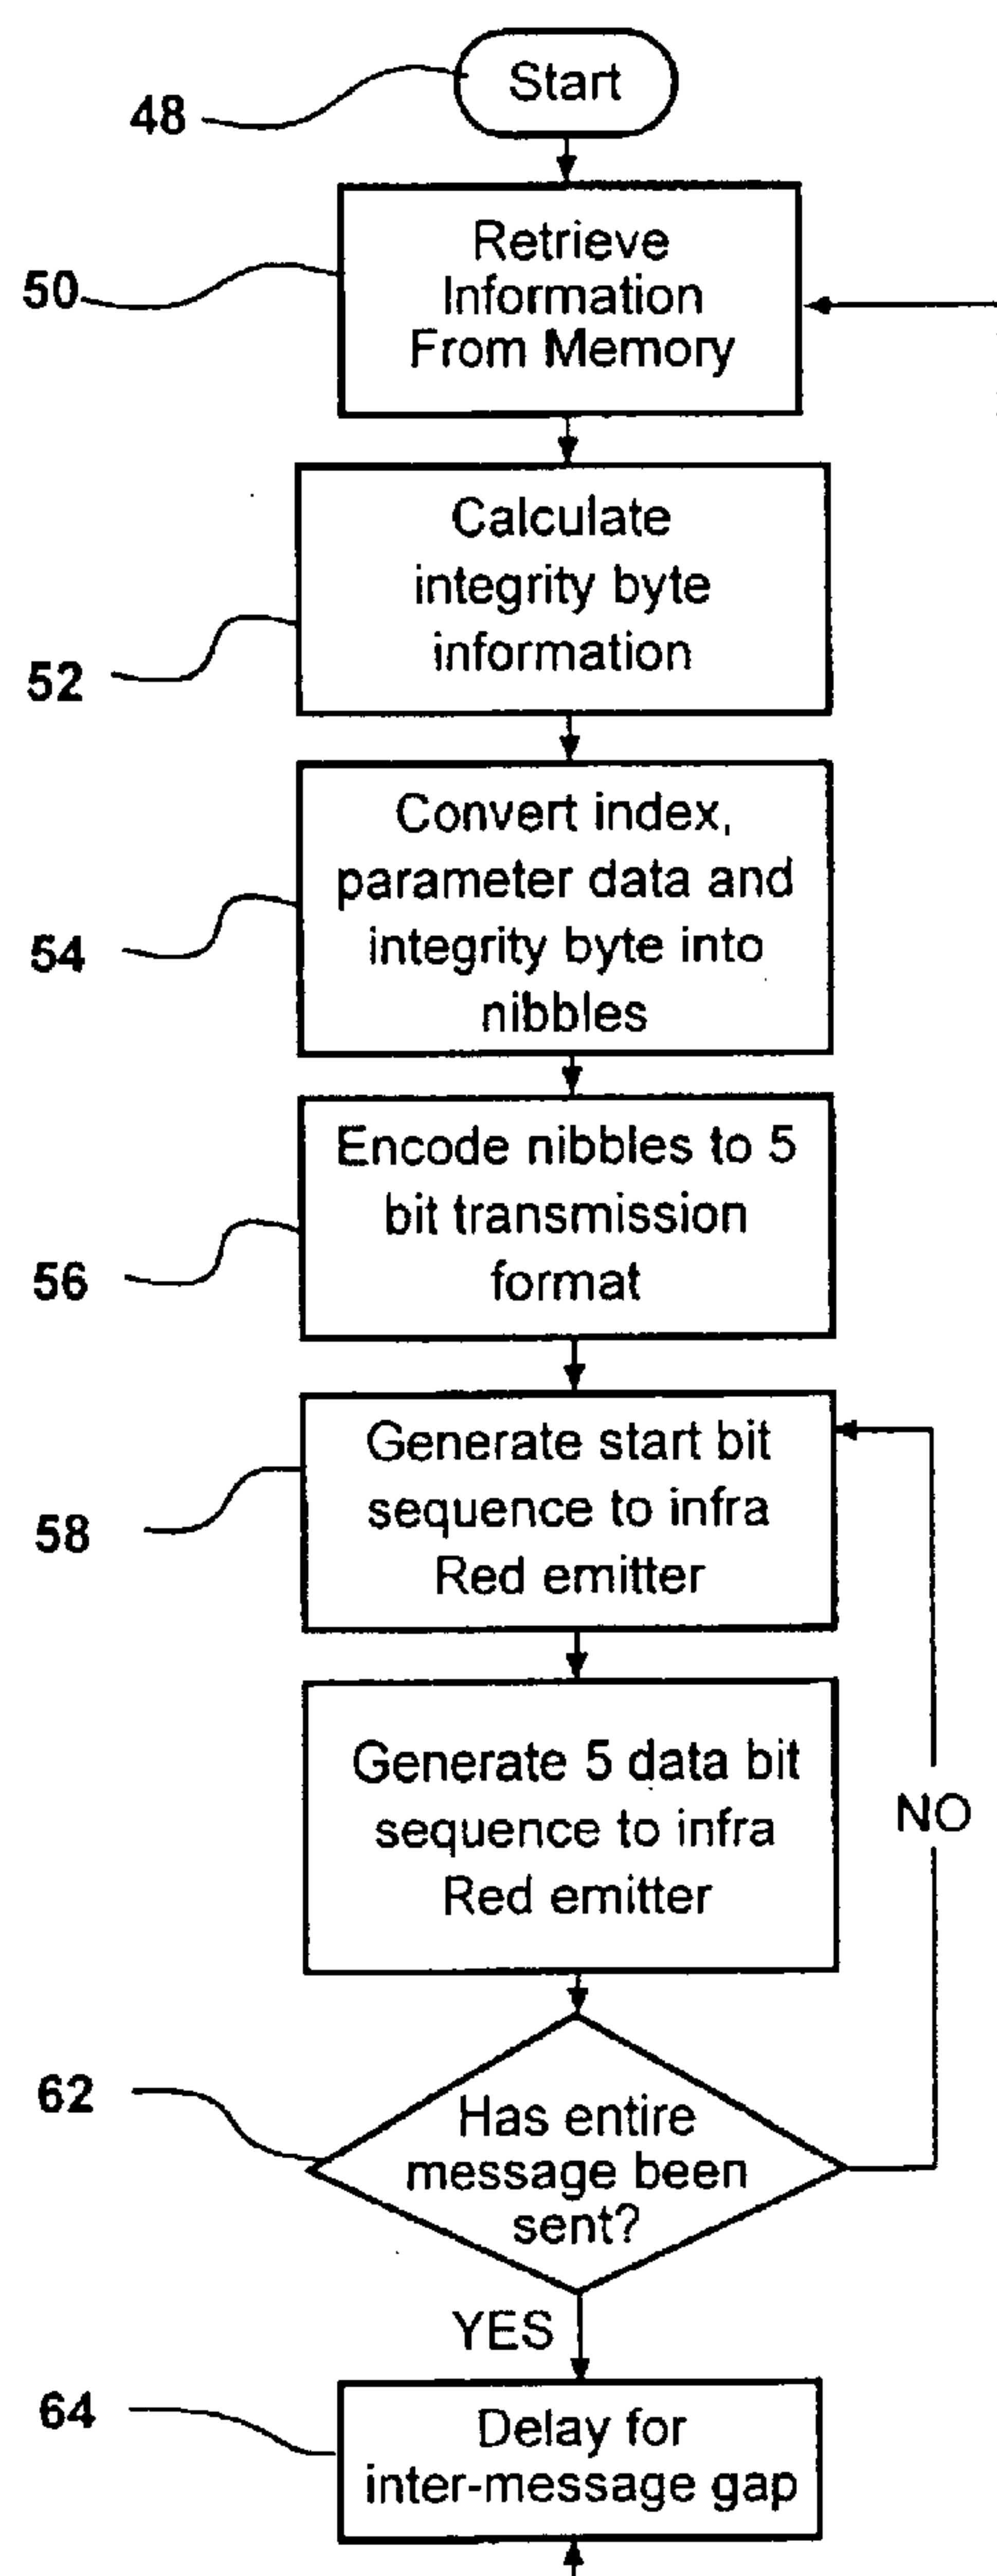 Start
48
Retrieve
Information
From Memory
50
Calculate
integrity byte
information
52
Convert index,
parameter data and
integrity byte into
nibbles
54
Encode nibbles to 5
bit transmission
format
56
Generate start bit
sequence to infra
Red emitter
58
Generate 5 data bit
sequence to infra
Red emitter
NO
62
Has entire
message been
sent?
YES
64
Delay for
inter-message gap